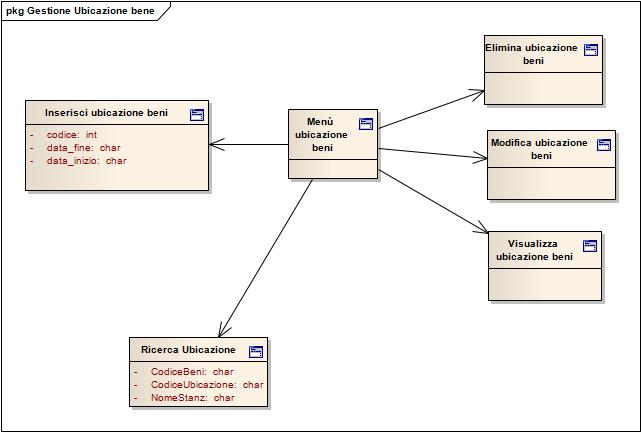 pkg Gestione Ubicazione bene
Elimina ubicazione
beni
Inserisci ubicazione beni
- codice: int
- data_fine: char
- data_inizio: char
Menù
ubicazione
beni
Modifica ubicazione
beni
Visualizza
ubicazione beni
Ricerca Ubicazione
- CodiceBeni: char
- CodiceUbicazione: char
- NomeStanz: char